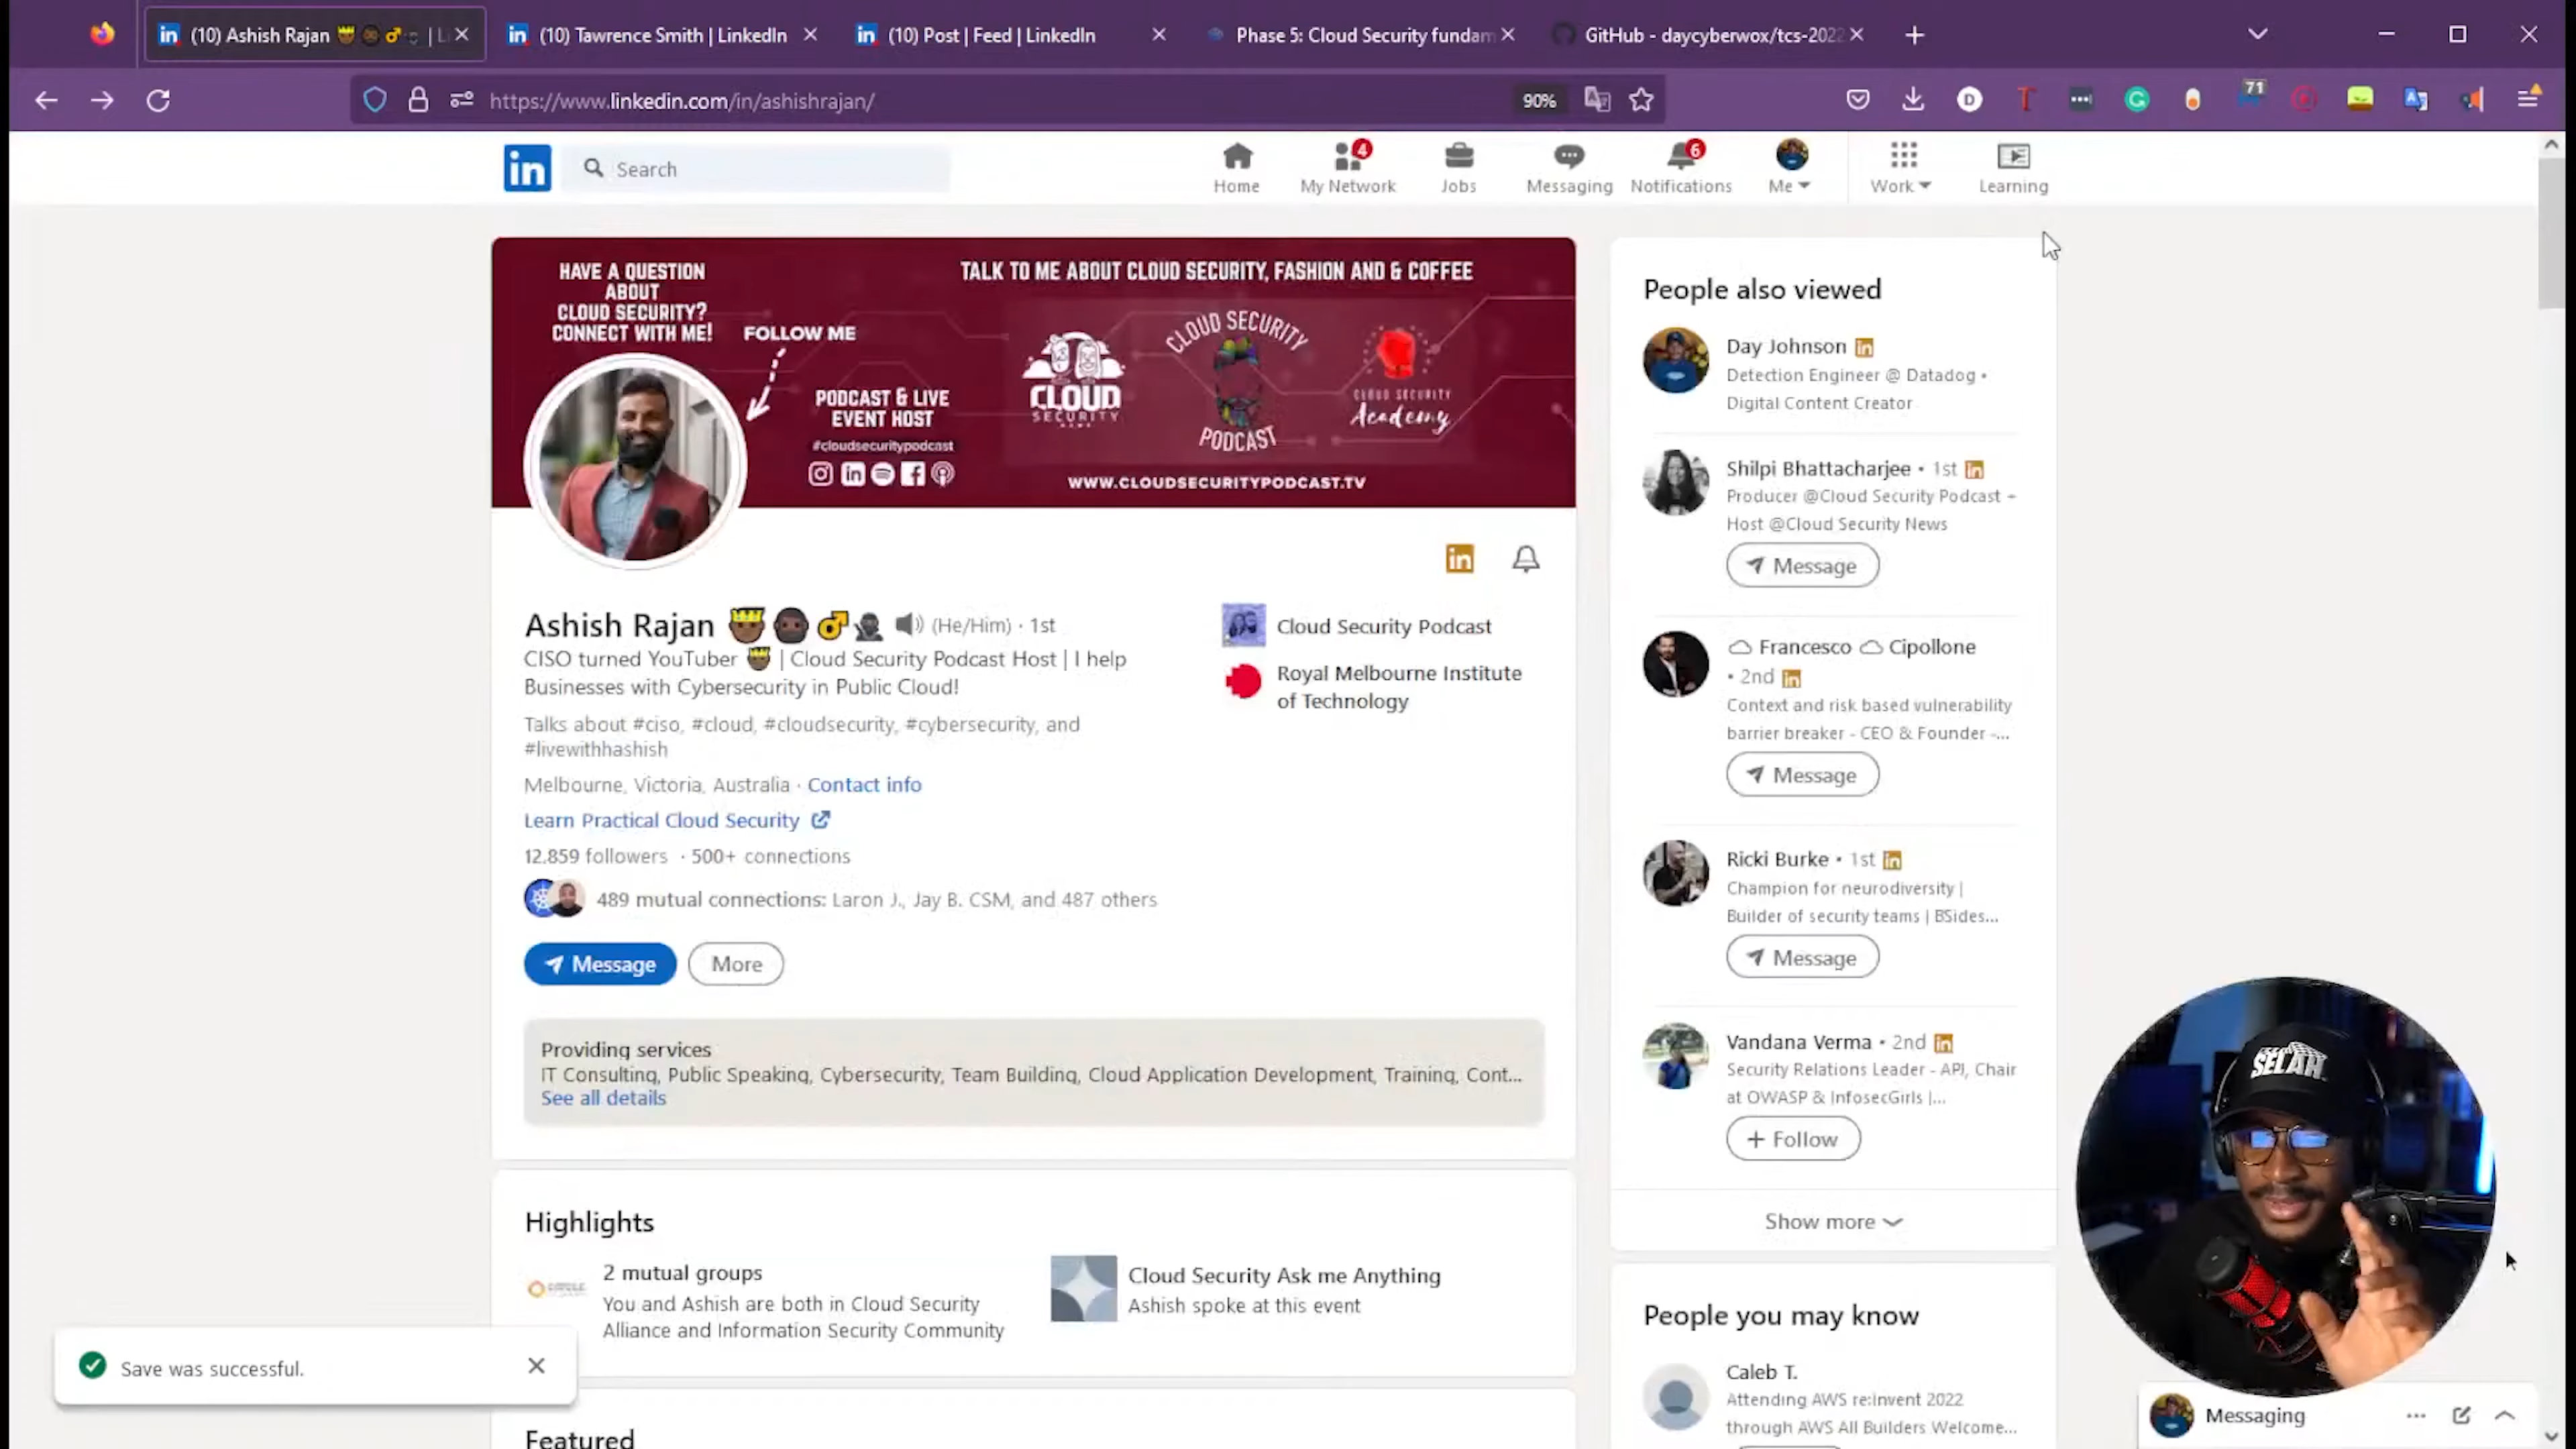 (10) Ashish Rajan
(10) Tawrence Smith | LinkedIn
(10) Post | Feed | LinkedIn
Phase 5: Cloud Security fundam
GitHub - daycyberwox/tcs-2022
https://www.linkedin.com/in/ashishrajan/
90%
71
in
Search
Home
4
My Network
Jobs
Messaging
6
Notifications
Me
Work
Learning
HAVE A QUESTION
ABOUT
CLOUD SECURITY?
CONNECT WITH ME!
FOLLOW ME
PODCAST & LIVE
EVENT HOST
#cloudsecuritypodcast
TALK TO ME ABOUT CLOUD SECURITY, FASHION AND & COFFEE
CLOUD
SECURITY
NEWS
CLOUD SECURITY
PODCAST
CLOUD SECURITY
Academy
WWW.CLOUDSECURITYPODCAST.TV
Ashish Rajan (He/Him) · 1st
CISO turned YouTuber | Cloud Security Podcast Host | I help
Businesses with Cybersecurity in Public Cloud!
Talks about #ciso, #cloud, #cloudsecurity, #cybersecurity, and
#livewithhashish
Melbourne, Victoria, Australia · Contact info
Learn Practical Cloud Security
12,859 followers · 500+ connections
489 mutual connections: Laron J., Jay B. CSM, and 487 others
Message
More
Cloud Security Podcast
Royal Melbourne Institute
of Technology
Providing services
IT Consulting, Public Speaking, Cybersecurity, Team Building, Cloud Application Development, Training, Cont...
See all details
Highlights
2 mutual groups
You and Ashish are both in Cloud Security
Alliance and Information Security Community
Cloud Security Ask me Anything
Ashish spoke at this event
Featured
Save was successful.
People also viewed
Day Johnson
Detection Engineer @ Datadog •
Digital Content Creator
Shilpi Bhattacharjee • 1st
Producer @Cloud Security Podcast +
Host @Cloud Security News
Message
Francesco Cipollone
• 2nd
Context and risk based vulnerability
barrier breaker - CEO & Founder -...
Message
Ricki Burke • 1st
Champion for neurodiversity |
Builder of security teams | BSides...
Message
Vandana Verma • 2nd
Security Relations Leader - APJ, Chair
at OWASP & InfosecGirls |...
+ Follow
Show more
People you may know
Caleb T.
Attending AWS re:Invent 2022
through AWS All Builders Welcome...
SELAH
Messaging